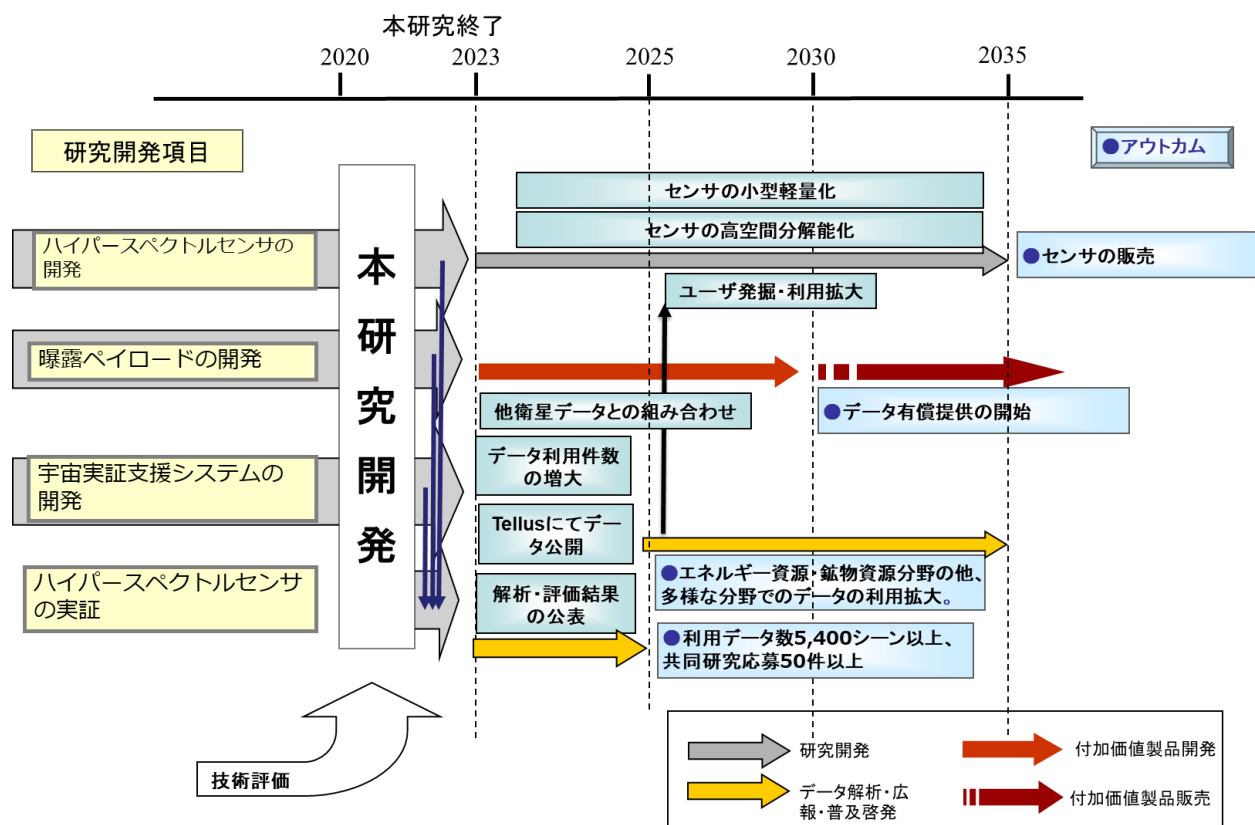 本研究終了
2020
2023
2025
2030
2035
研究開発項目
●アウトカム
本研究開発
センサの小型軽量化
センサの高空間分解能化
ハイパースペクトルセンサの
開発
●センサの販売
ユーザ発掘・利用拡大
曝露ペイロードの開発
他衛星データとの組み合わせ
●データ有償提供の開始
データ利用件数
の増大
宇宙実証支援システムの
開発
Tellusにてデー
タ公開
ハイパースペクトルセンサ
の実証
解析・評価結果
の公表
●エネルギー資源・鉱物資源分野の他、
多様な分野でのデータの利用拡大。
●利用データ数5,400シーン以上、
共同研究応募50件以上
技術評価
研究開発
付加価値製品開発
データ解析・広
報・普及啓発
付加価値製品販売